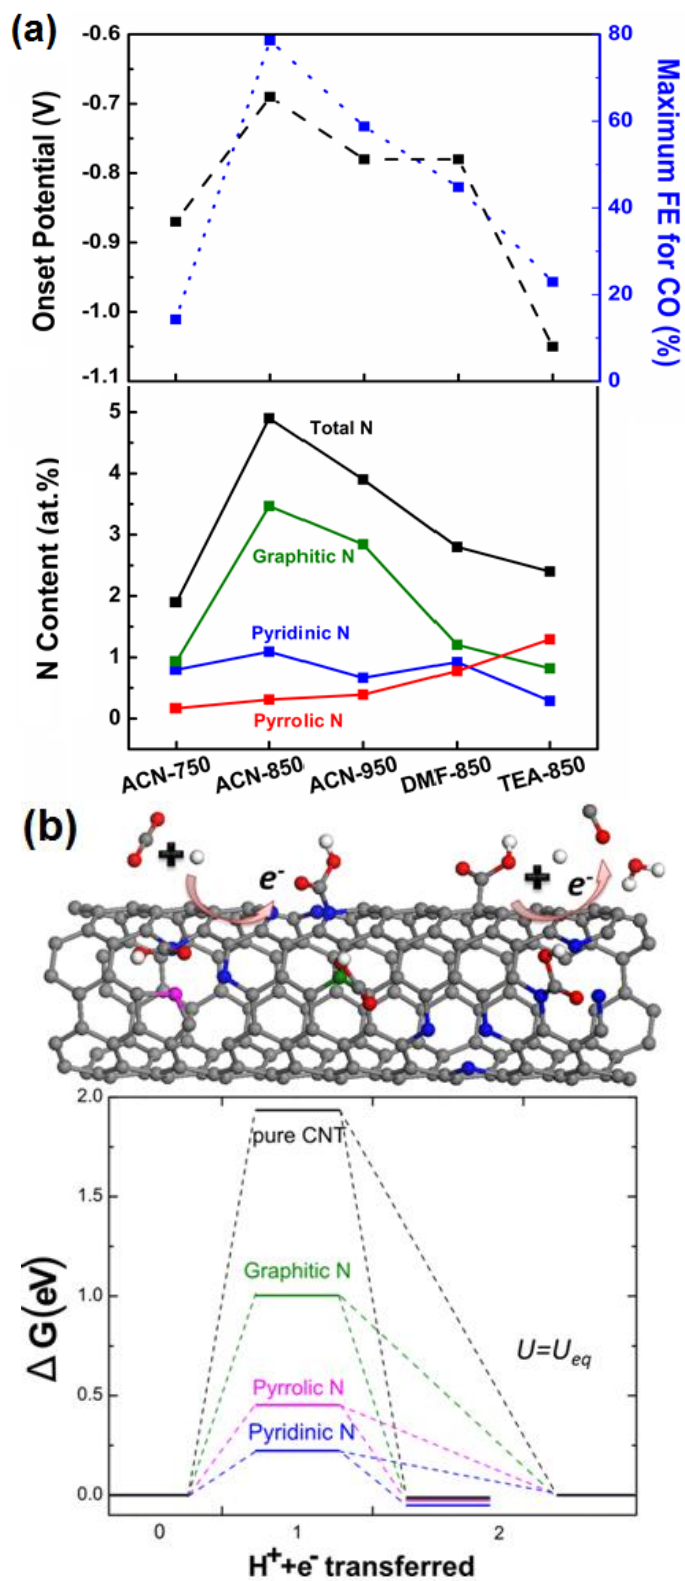 (a)
-0.6
-0.7
-0.8
-0.9
-1.0
-1.1
Onset Potential (V)
80
60
40
20
0
Maximum FE for CO (%)
5
4
3
2
1
0
N Content (at.%)
Total N
Graphitic N
Pyridinic N
Pyrrolic N
ACN-750
ACN-850
ACN-950
DMF-850
TEA-850
(b)
+
e-
+
e-
2.0
1.5
1.0
0.5
0.0
Δ G(eV)
pure CNT
Graphitic N
Pyrrolic N
Pyridinic N
U=Ueq
0
1
2
H++e- transferred